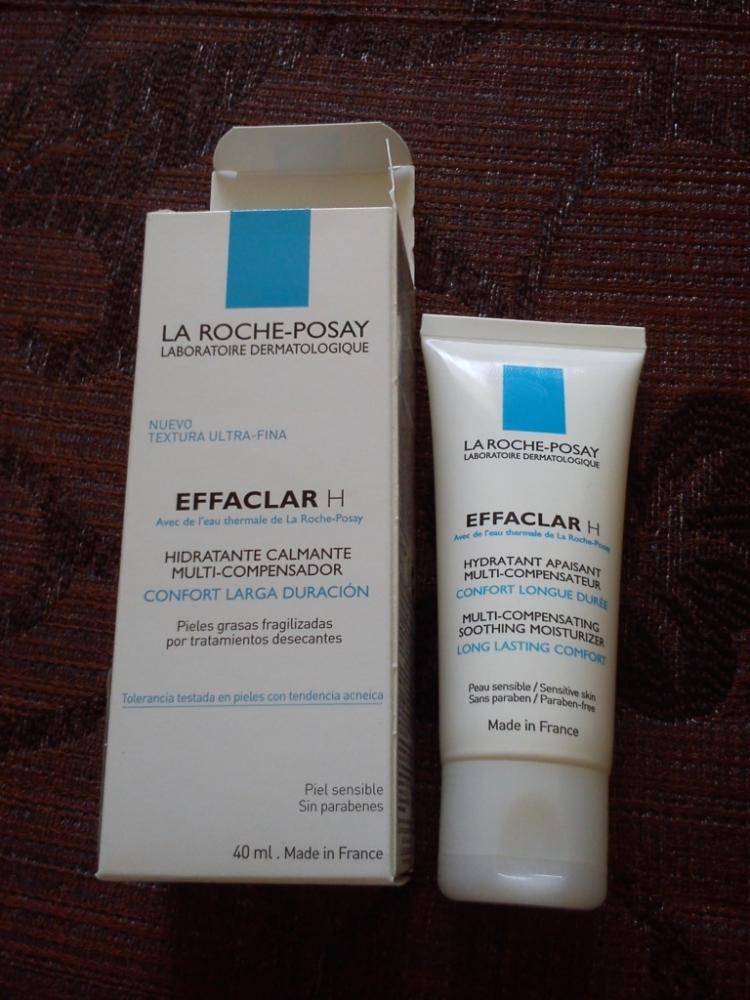 LA ROCHE-POSAY
LABORATOIRE DERMATOLOGIQUE
NUEVO
TEXTURA ULTRA-FINA
EFFACLAR H
Avec de l'eau thermale de La Roche-Posay
HIDRATANTE CALMANTE
MULTI-COMPENSADOR
CONFORT LARGA DURACIÓN
Pieles grasas fragilizadas
por tratamientos desecantes
Tolerancia testada en pieles con tendencia acneica
Piel sensible
Sin parabenes
40 ml . Made in France
LA ROCHE-POSAY
LABORATOIRE DERMATOLOGIQUE
EFFACLAR H
Avec de l'eau thermale de La Roche-Posay
HYDRATANT APAISANT
MULTI-COMPENSATEUR
CONFORT LONGUE DURÉE
MULTI-COMPENSATING
SOOTHING MOISTURIZER
LONG LASTING COMFORT
Peau sensible / Sensitive skin
Sans paraben / Paraben-free
Made in France